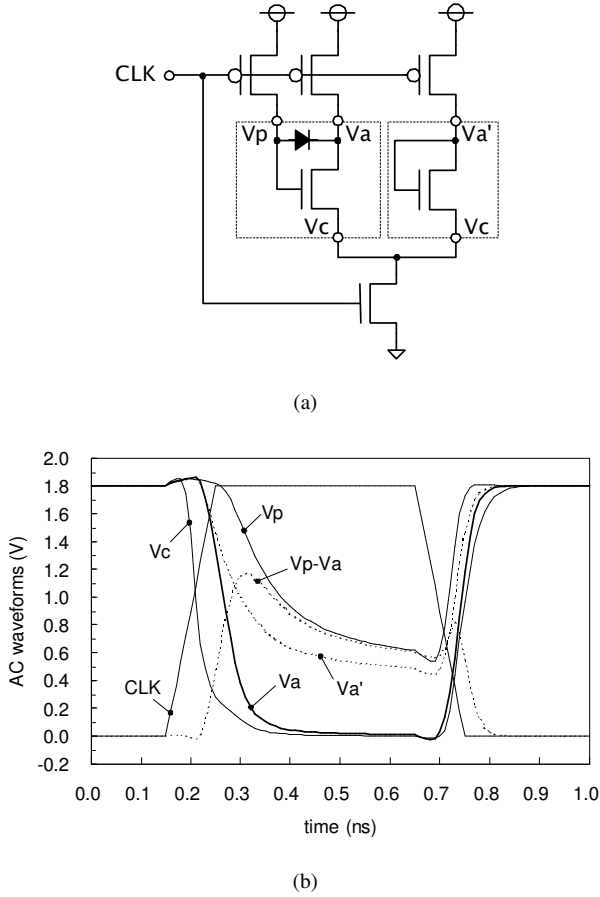 CLK
Vp Va Va'
Vc Vc
(a)
AC waveforms (V)
2.0
1.8
1.6
1.4
1.2
1.0
0.8
0.6
0.4
0.2
0.0
-0.2
Vp
Vc
Vp-Va
CLK
Va
Va'
0.0 0.1 0.2 0.3 0.4 0.5 0.6 0.7 0.8 0.9 1.0
time (ns)
(b)